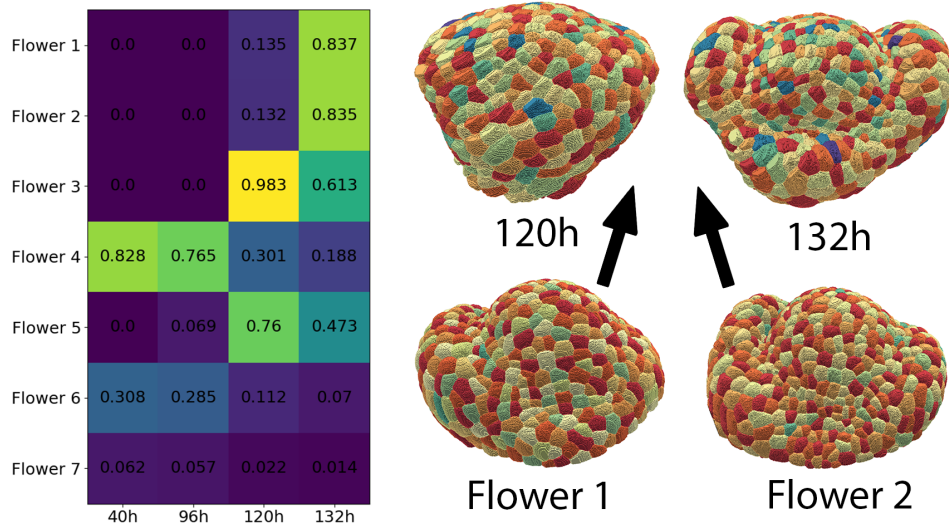 Flower 1 0.0 0.0 0.135 0.837
Flower 2 0.0 0.0 0.132 0.835
Flower 3 0.0 0.0 0.983 0.613
Flower 4 0.828 0.765 0.301 0.188
Flower 5 0.0 0.069 0.76 0.473
Flower 6 0.308 0.285 0.112 0.07
Flower 7 0.062 0.057 0.022 0.014
40h 96h 120h 132h
120h 132h
Flower 1 Flower 2